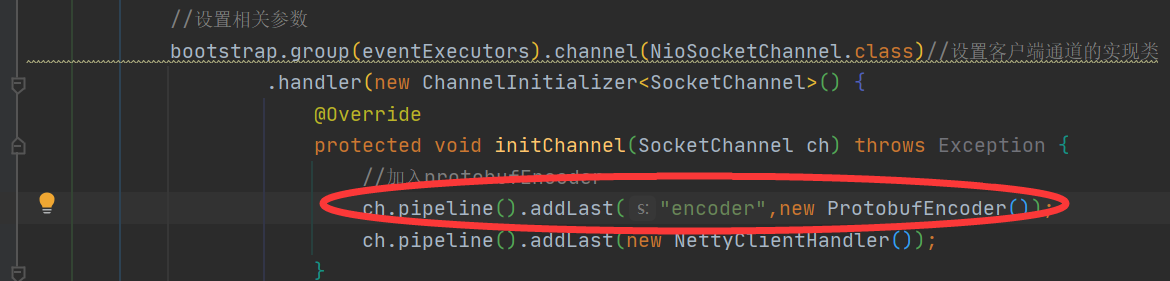 //设置相关参数
bootstrap.group(eventExecutors).channel(NioSocketChannel.class)//设置客户端通道的实现类
.handler(new ChannelInitializer<SocketChannel>() {
@Override
protected void initChannel(SocketChannel ch) throws Exception {
//加入protobufEncoder
ch.pipeline().addLast( s: "encoder",new ProtobufEncoder());
ch.pipeline().addLast(new NettyClientHandler());
}